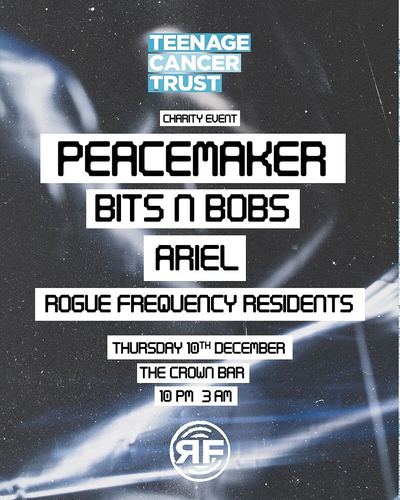 TEENAGE
CANCER
TRUST
CHARITY EVENT
PEACEMAKER
BITS N BOBS
ARIEL
ROGUE FREQUENCY RESIDENTS
THURSDAY 10TH DECEMBER
THE CROWN BAR
10 PM 3 AM
RF